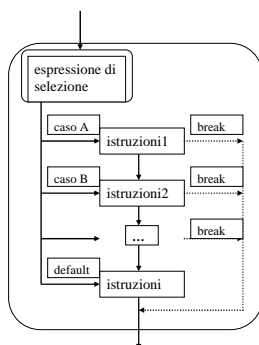 espressione di
selezione
caso A
istruzioni1
break
caso B
istruzioni2
break
...
break
default
istruzioni